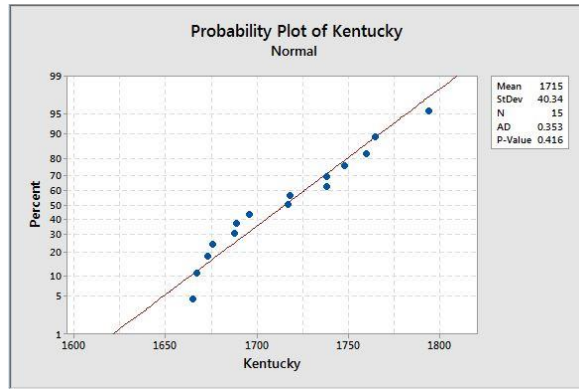 Probability Plot of Kentucky
Normal
99
95
90
80
70
60
50
40
30
20
10
5
1
Percent
1600
1650
1700
1750
1800
Kentucky
Mean 1715
StDev 40.34
N 15
AD 0.353
P-Value 0.416